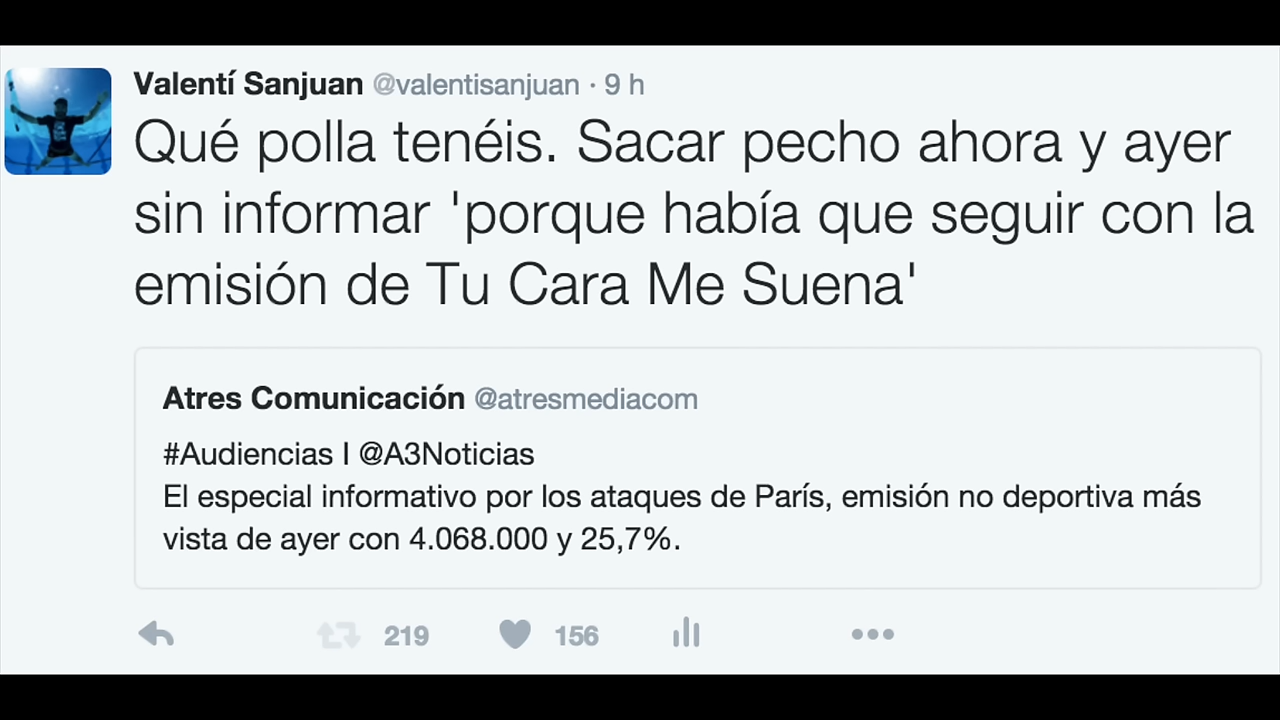 Valentí Sanjuan @valentisanjuan · 9 h
Qué polla tenéis. Sacar pecho ahora y ayer
sin informar 'porque había que seguir con la
emisión de Tu Cara Me Suena'
Atres Comunicación @atresmediacom
#Audiencias I @A3Noticias
El especial informativo por los ataques de París, emisión no deportiva más
vista de ayer con 4.068.000 y 25,7%.
219 156